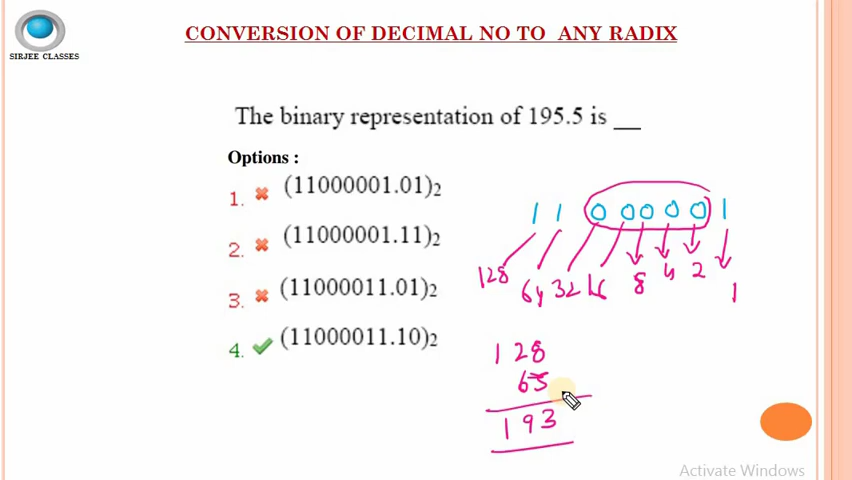 SIRJEE CLASSES
CONVERSION OF DECIMAL NO TO ANY RADIX
The binary representation of 195.5 is __
Options :
1. ✖ (11000001.01)2
2. ✖ (11000001.11)2
3. ✖ (11000011.01)2
4. ✔ (11000011.10)2
1 1 0 0 0 0 0 1
128 64 32 16 8 4 2 1
128
65
193
Activate Windows